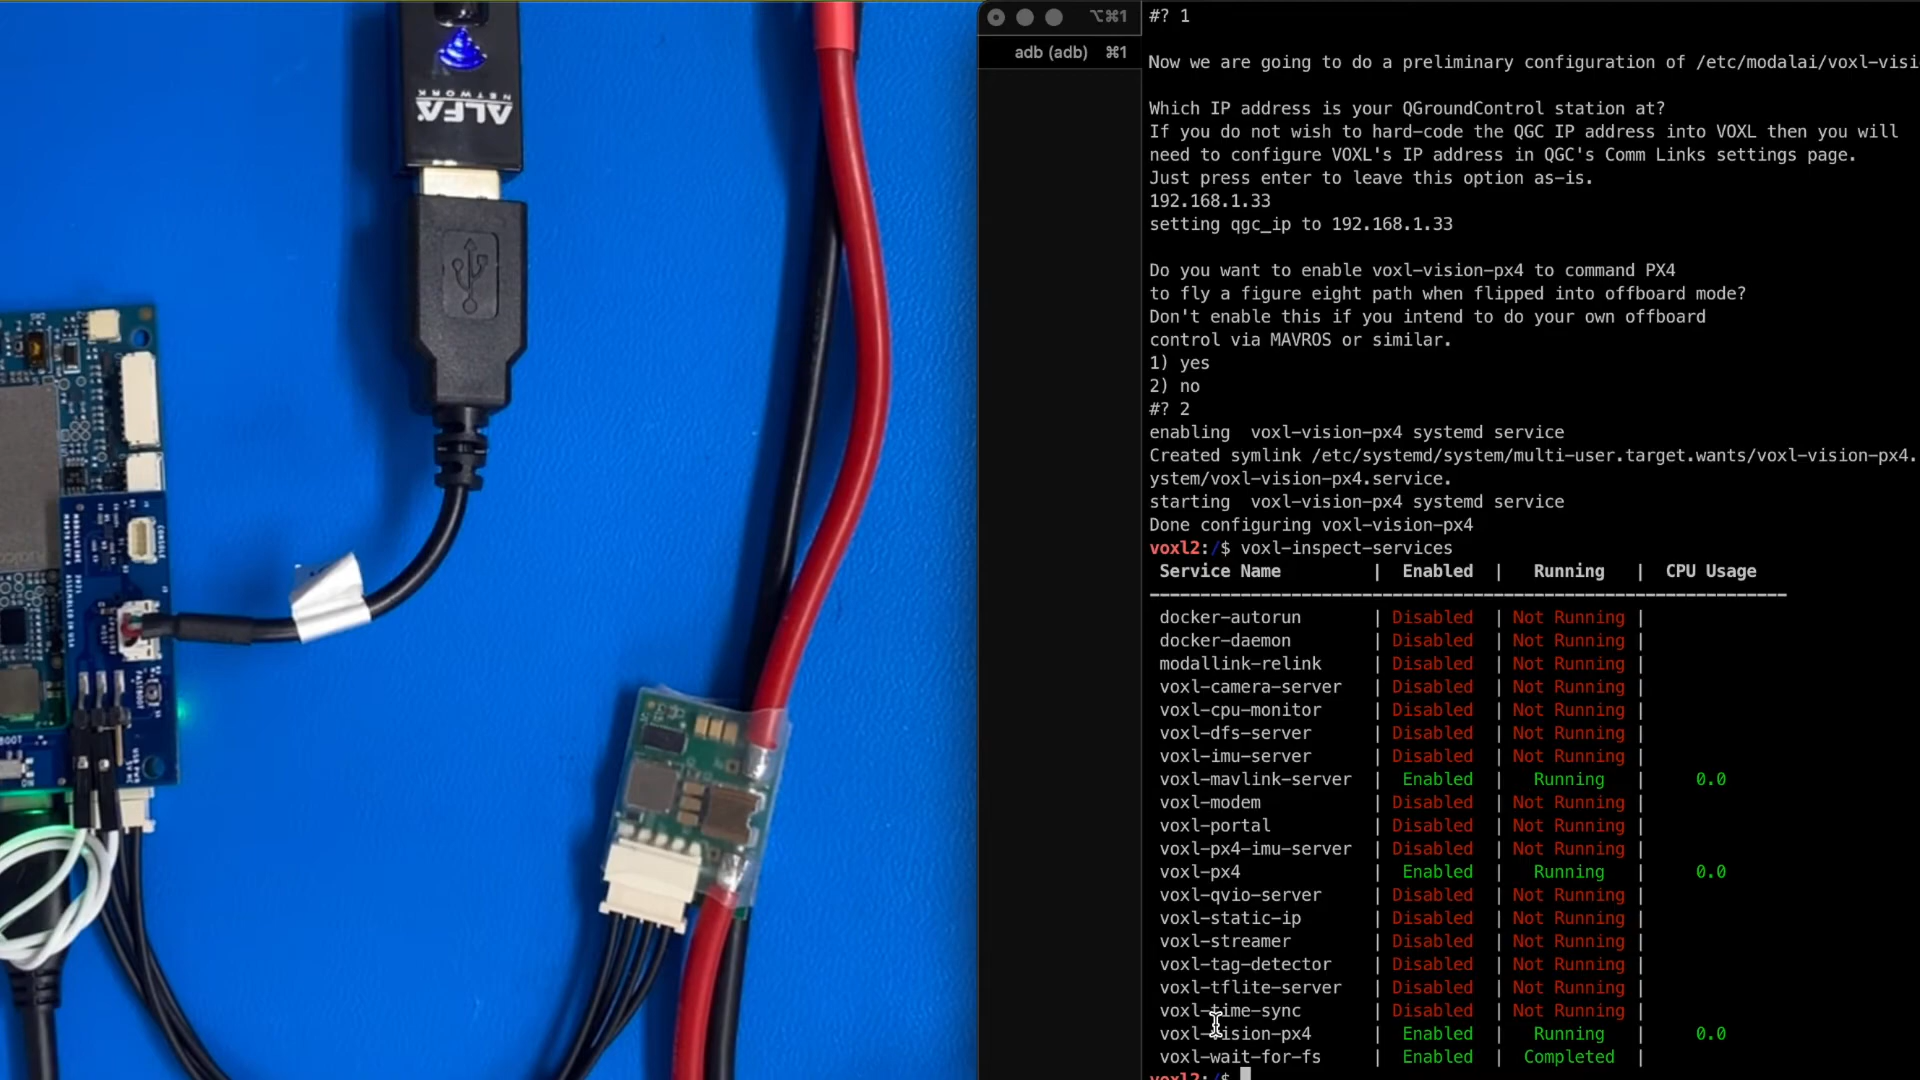 ALFA
NETWORK
CONSOLE
⌥⌘1
adb (adb) ⌘1
#? 1
Now we are going to do a preliminary configuration of /etc/modalai/voxl-visi
Which IP address is your QGroundControl station at?
If you do not wish to hard-code the QGC IP address into VOXL then you will
need to configure VOXL's IP address in QGC's Comm Links settings page.
Just press enter to leave this option as-is.
192.168.1.33
setting qgc_ip to 192.168.1.33
Do you want to enable voxl-vision-px4 to command PX4
to fly a figure eight path when flipped into offboard mode?
Don't enable this if you intend to do your own offboard
control via MAVROS or similar.
1) yes
2) no
#? 2
enabling  voxl-vision-px4 systemd service
Created symlink /etc/systemd/system/multi-user.target.wants/voxl-vision-px4.
ystem/voxl-vision-px4.service.
starting  voxl-vision-px4 systemd service
Done configuring voxl-vision-px4
voxl2:/$ voxl-inspect-services
Service Name | Enabled | Running | CPU Usage
docker-autorun | Disabled | Not Running |
docker-daemon | Disabled | Not Running |
modallink-relink | Disabled | Not Running |
voxl-camera-server | Disabled | Not Running |
voxl-cpu-monitor | Disabled | Not Running |
voxl-dfs-server | Disabled | Not Running |
voxl-imu-server | Disabled | Not Running |
voxl-mavlink-server | Enabled | Running | 0.0
voxl-modem | Disabled | Not Running |
voxl-portal | Disabled | Not Running |
voxl-px4-imu-server | Disabled | Not Running |
voxl-px4 | Enabled | Running | 0.0
voxl-qvio-server | Disabled | Not Running |
voxl-static-ip | Disabled | Not Running |
voxl-streamer | Disabled | Not Running |
voxl-tag-detector | Disabled | Not Running |
voxl-tflite-server | Disabled | Not Running |
voxl-time-sync | Disabled | Not Running |
voxl-vision-px4 | Enabled | Running | 0.0
voxl-wait-for-fs | Enabled | Completed |
voxl2:/$